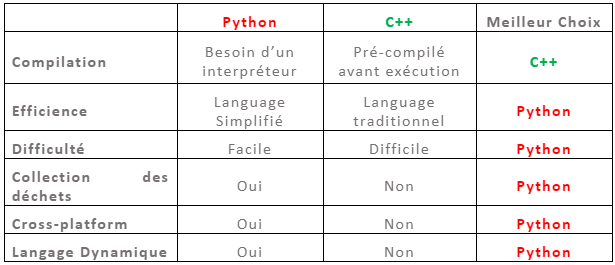 Python C++ Meilleur Choix
Compilation Besoin d'un interpréteur Pré-compilé avant exécution C++
Efficience Language Simplifié Language traditionnel Python
Difficulté Facile Difficile Python
Collection des déchets Oui Non Python
Cross-platform Oui Non Python
Langage Dynamique Oui Non Python